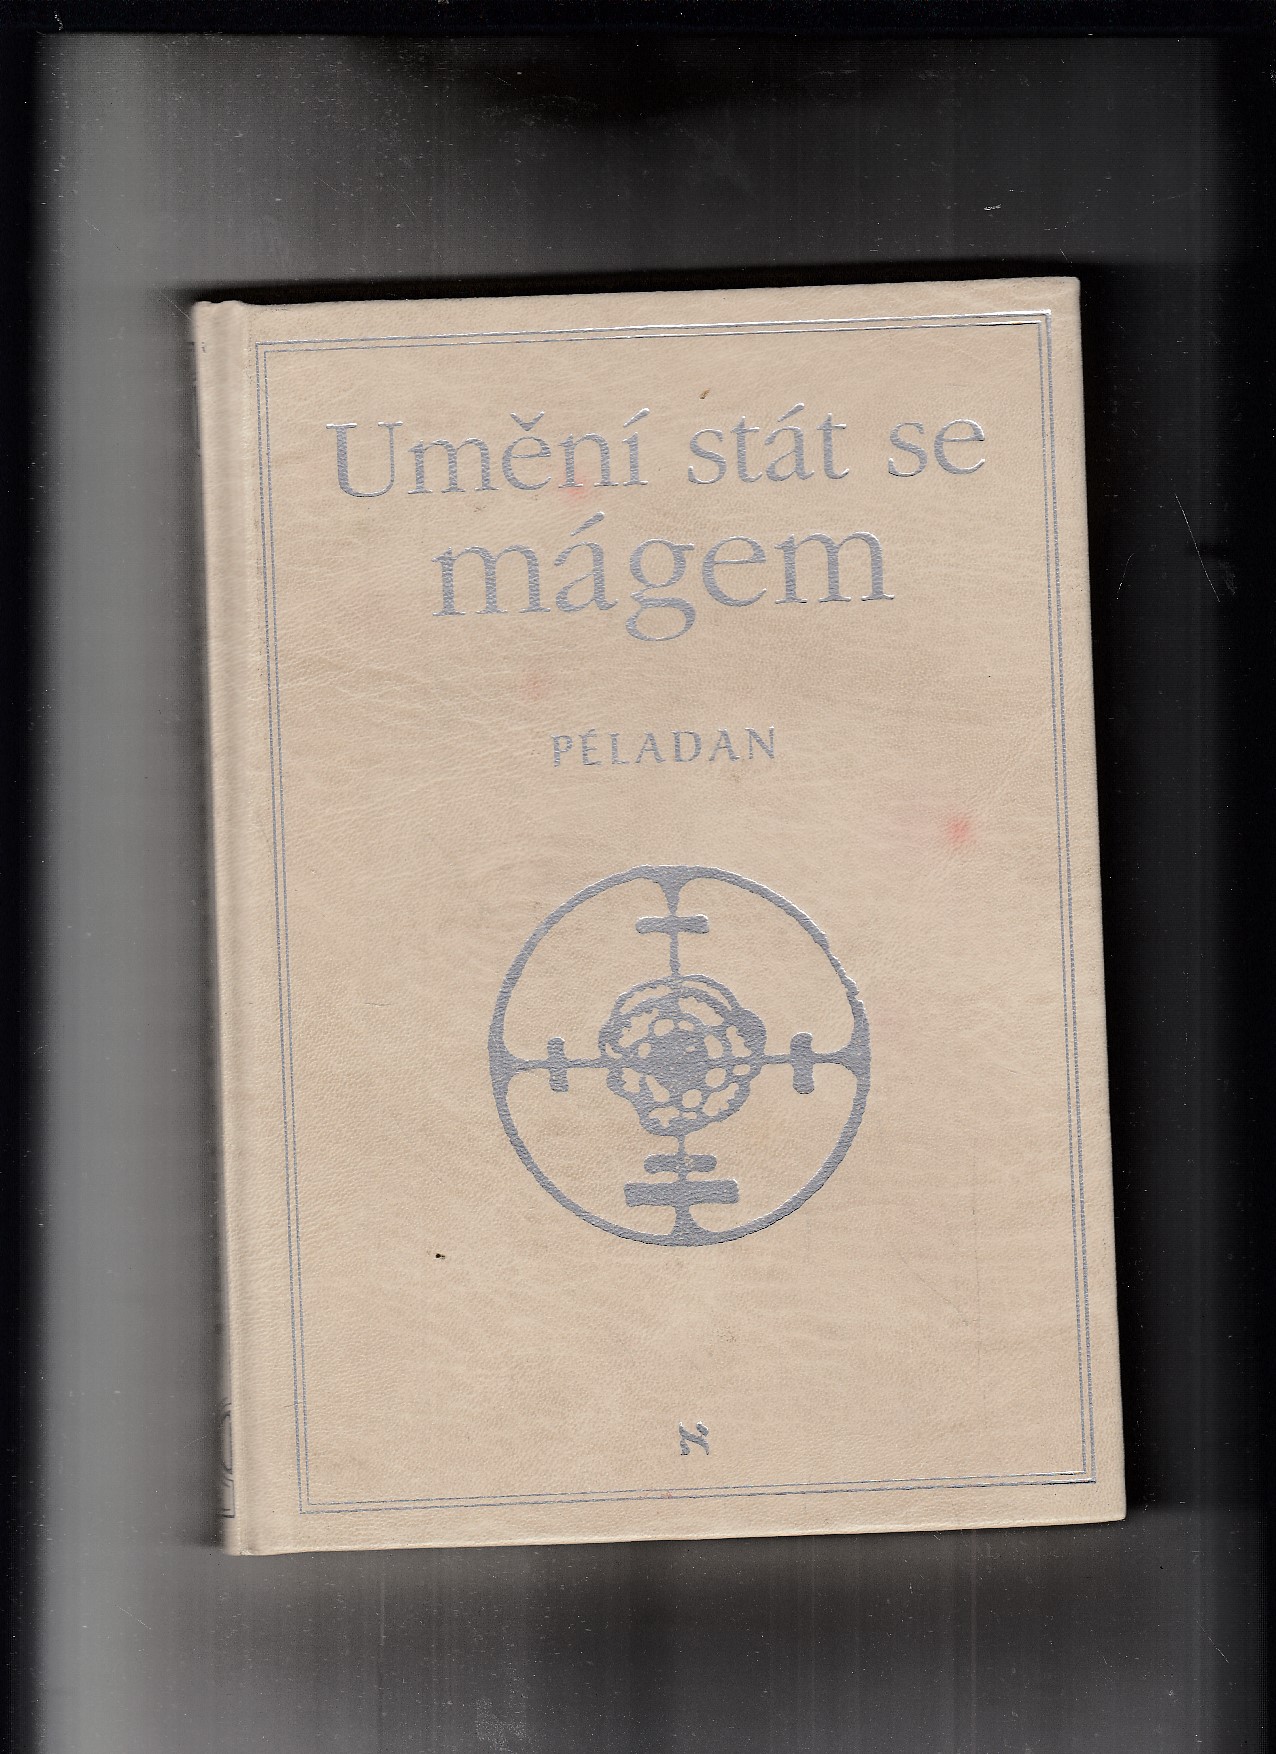 Umění stát se
mágem
PÉLADAN